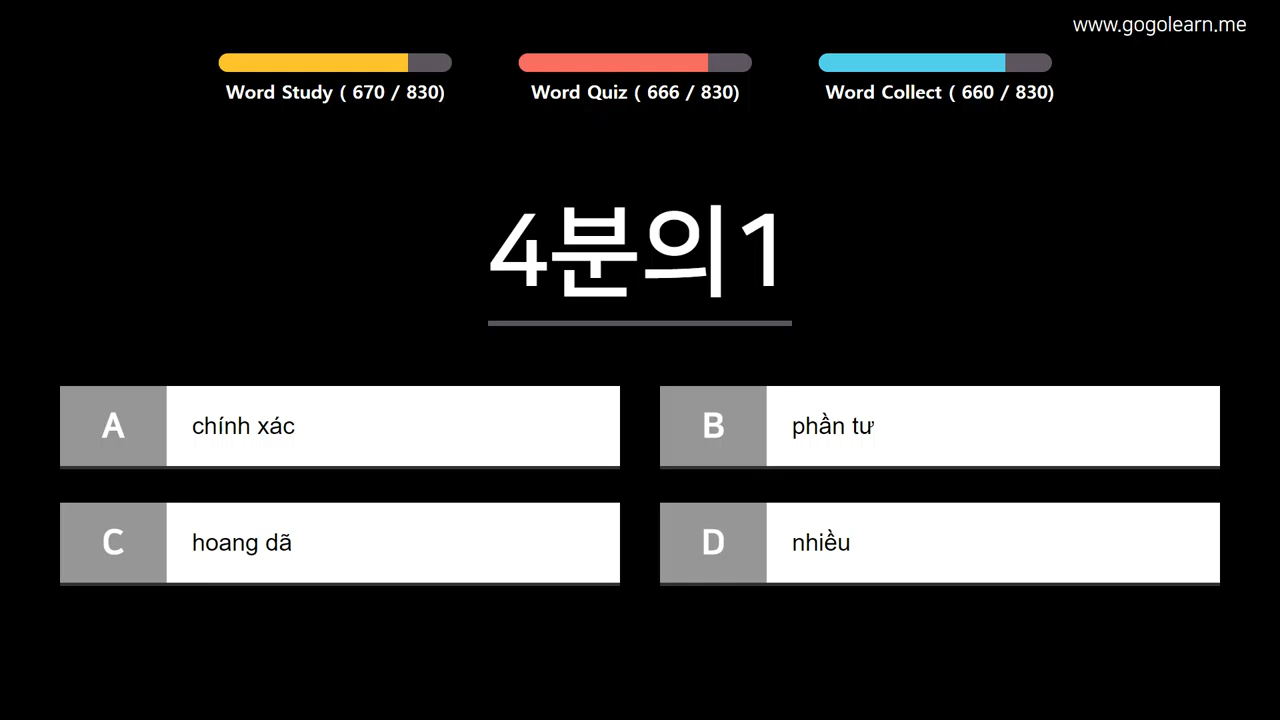 www.gogolearn.me
Word Study ( 670 / 830)
Word Quiz ( 666 / 830)
Word Collect ( 660 / 830)
4분의1
A chính xác
B phần tư
C hoang dã
D nhiều